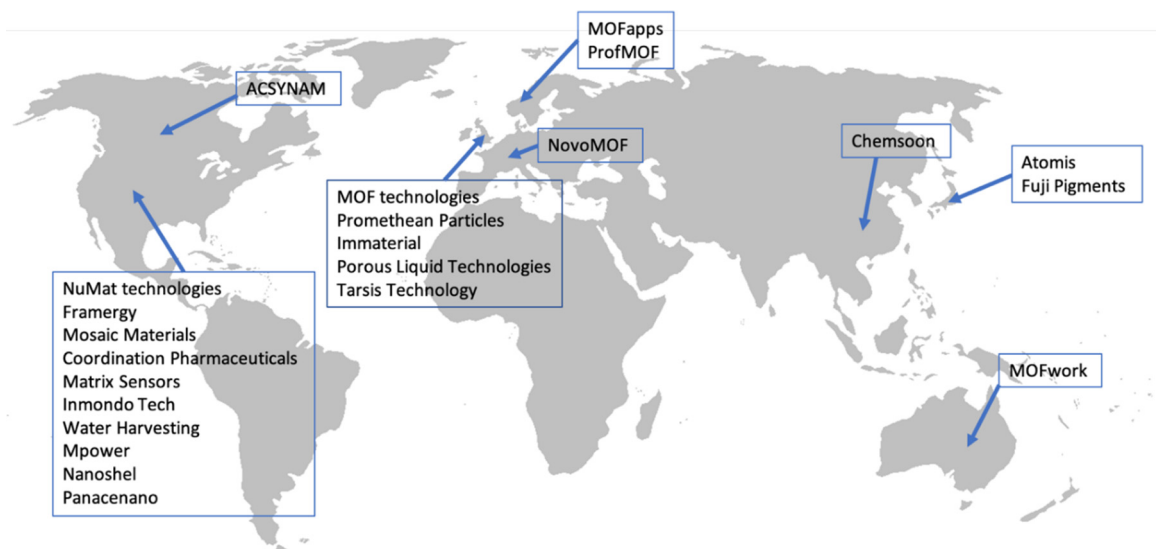 MOFapps
ProfMOF
ACSYNAM
NovoMOF
Chemsoon
Atomis
Fuji Pigments
MOF technologies
Promethean Particles
Immaterial
Porous Liquid Technologies
Tarsis Technology
NuMat technologies
Framergy
Mosaic Materials
Coordination Pharmaceuticals
Matrix Sensors
Inmondo Tech
Water Harvesting
Mpower
Nanoshel
Panacenano
MOFwork